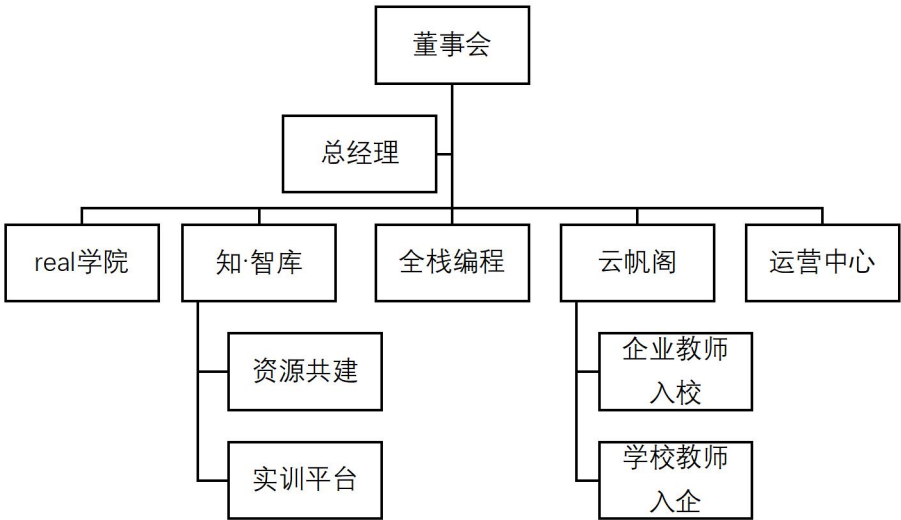 董事会
总经理
real学院
知·智库
全栈编程
云帆阁
运营中心
资源共建
企业教师
入校
实训平台
学校教师
入企